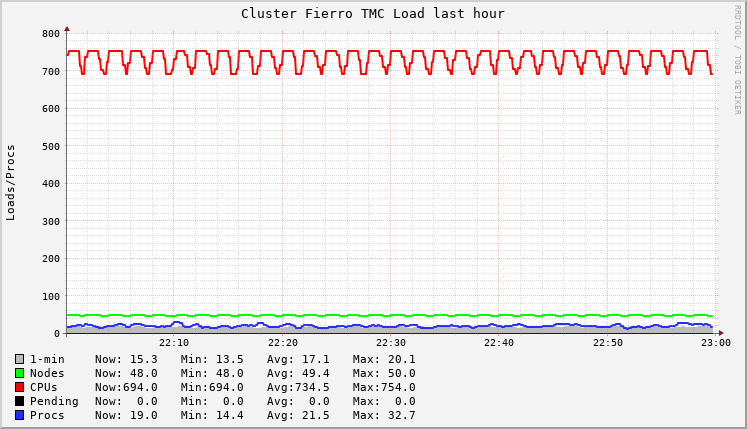 Cluster Fierro TMC Load last hour
RRDTOOL / TOBI OETIKER
Loads/Procs
800
700
600
500
400
300
200
100
0
22:10 22:20 22:30 22:40 22:50 23:00
1-min Now: 15.3 Min: 13.5 Avg: 17.1 Max: 20.1
Nodes Now: 48.0 Min: 48.0 Avg: 49.4 Max: 50.0
CPUs Now:694.0 Min:694.0 Avg:734.5 Max:754.0
Pending Now: 0.0 Min: 0.0 Avg: 0.0 Max: 0.0
Procs Now: 19.0 Min: 14.4 Avg: 21.5 Max: 32.7